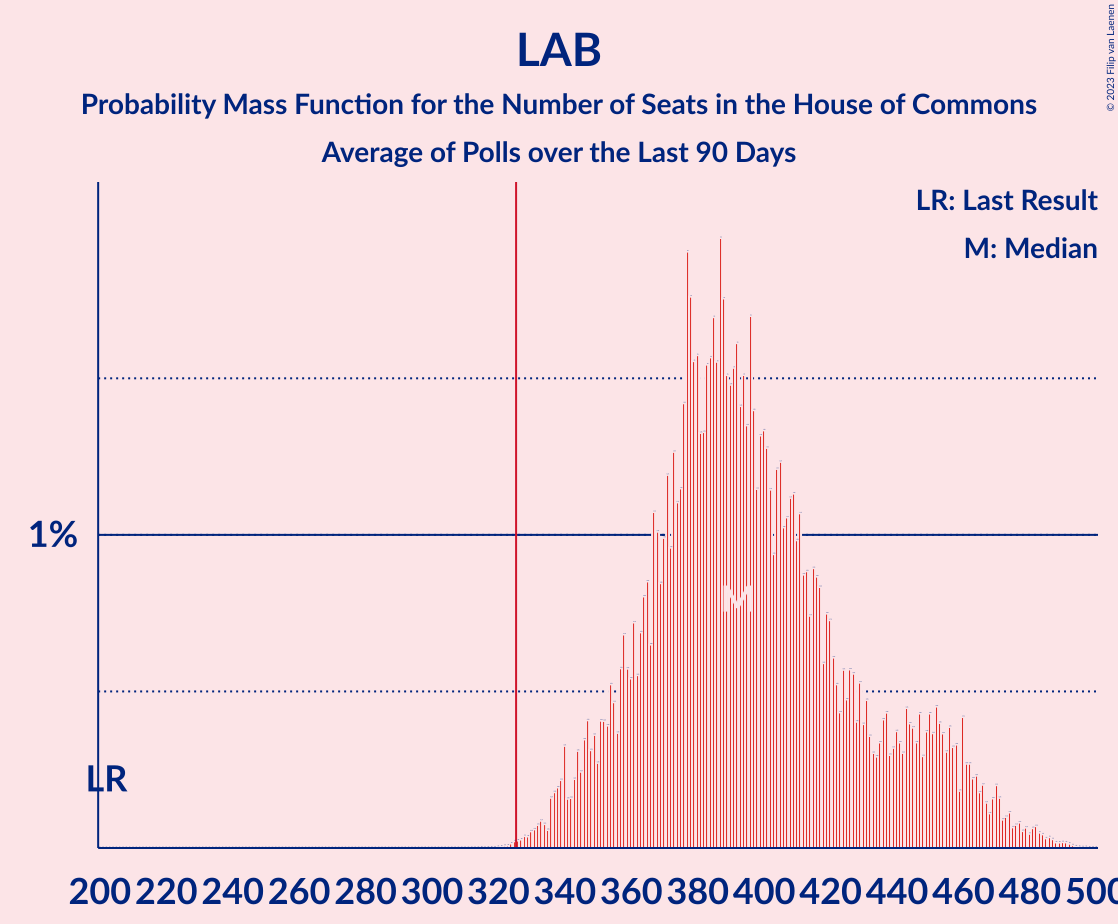 LAB
Probability Mass Function for the Number of Seats in the House of Commons
Average of Polls over the Last 90 Days
© 2023 Filip van Laenen
LR: Last Result
M: Median
1%
M
LR
200 220 240 260 280 300 320 340 360 380 400 420 440 460 480 500